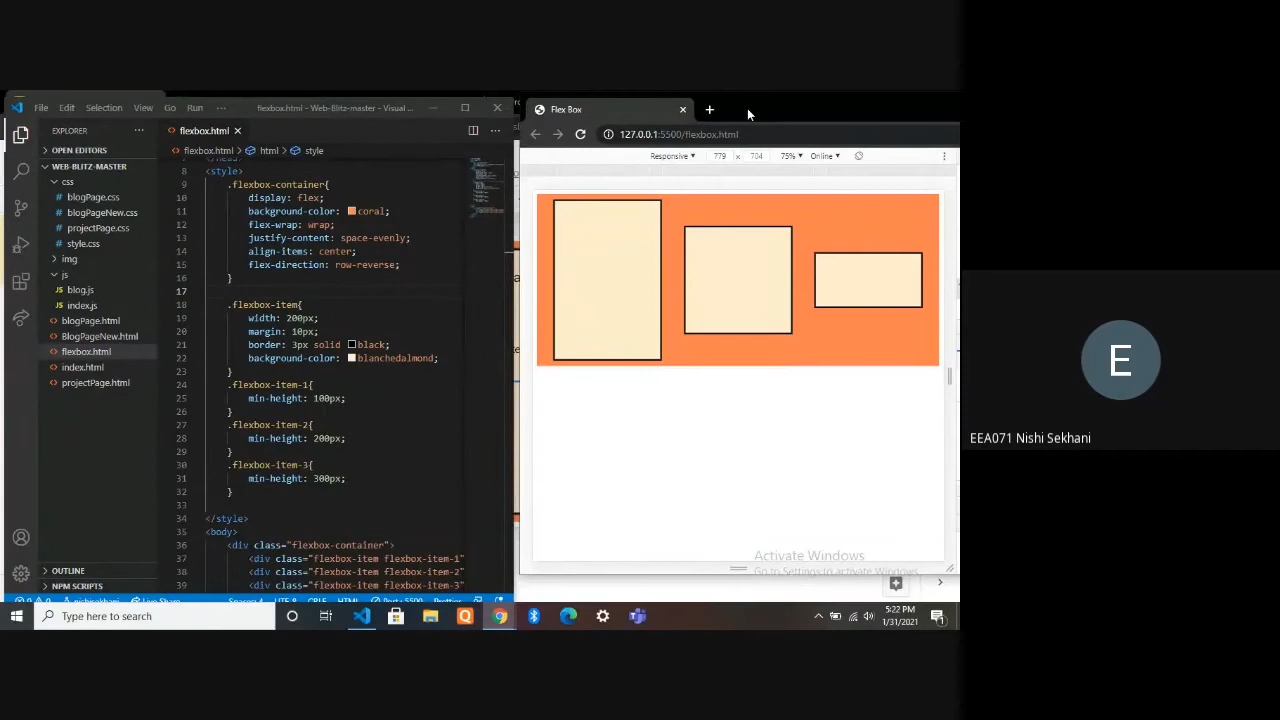 File Edit Selection View Go Run ··· flexbox.html - Web-Blitz-master - Visual ...
EXPLORER ···
OPEN EDITORS
WEB-BLITZ-MASTER
css
# blogPage.css
# blogPageNew.css
# projectPage.css
# style.css
img
js
JS blog.js
JS index.js
<> blogPage.html
<> BlogPageNew.html
<> flexbox.html
<> index.html
<> projectPage.html
OUTLINE
NPM SCRIPTS
<> flexbox.html ×
<> flexbox.html > html > style
8 <style>
9 .flexbox-container{
10 display: flex;
11 background-color: coral;
12 flex-wrap: wrap;
13 justify-content: space-evenly;
14 align-items: center;
15 flex-direction: row-reverse;
16 }
17
18 .flexbox-item{
19 width: 200px;
20 margin: 10px;
21 border: 3px solid black;
22 background-color: blanchedalmond;
23 }
24 .flexbox-item-1{
25 min-height: 100px;
26 }
27 .flexbox-item-2{
28 min-height: 200px;
29 }
30 .flexbox-item-3{
31 min-height: 300px;
32 }
33
34 </style>
35 <body>
36 <div class="flexbox-container">
37 <div class="flexbox-item flexbox-item-1"
38 <div class="flexbox-item flexbox-item-2"
39 <div class="flexbox-item flexbox-item-3"
Flex Box
127.0.0.1:5500/flexbox.html
Responsive ▾ 779 × 704 75% ▾ Online ▾
Activate Windows
Go to Settings to activate Windows.
E
EEA071 Nishi Sekhani
Type here to search
5:22 PM
1/31/2021